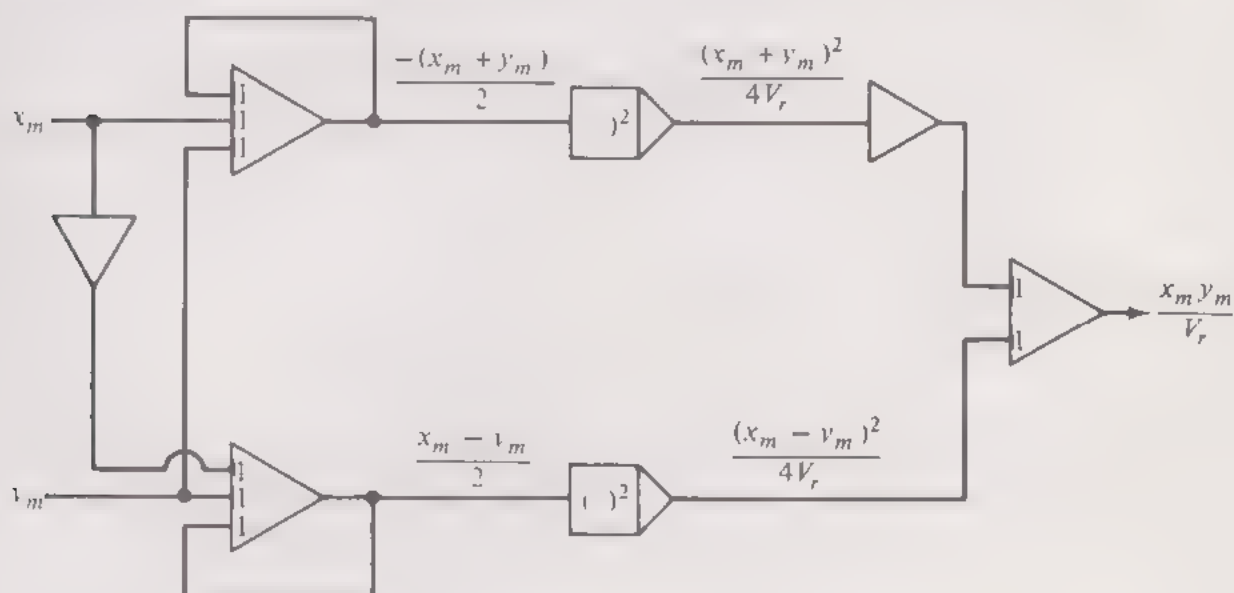 -(x_m + y_m) / 2
(x_m + y_m)² / 4V_r
x_m
1
1
1
)²
1
1
x_m y_m / V_r
x_m - y_m / 2
(x_m - y_m)² / 4V_r
y_m
1
1
1
( )²